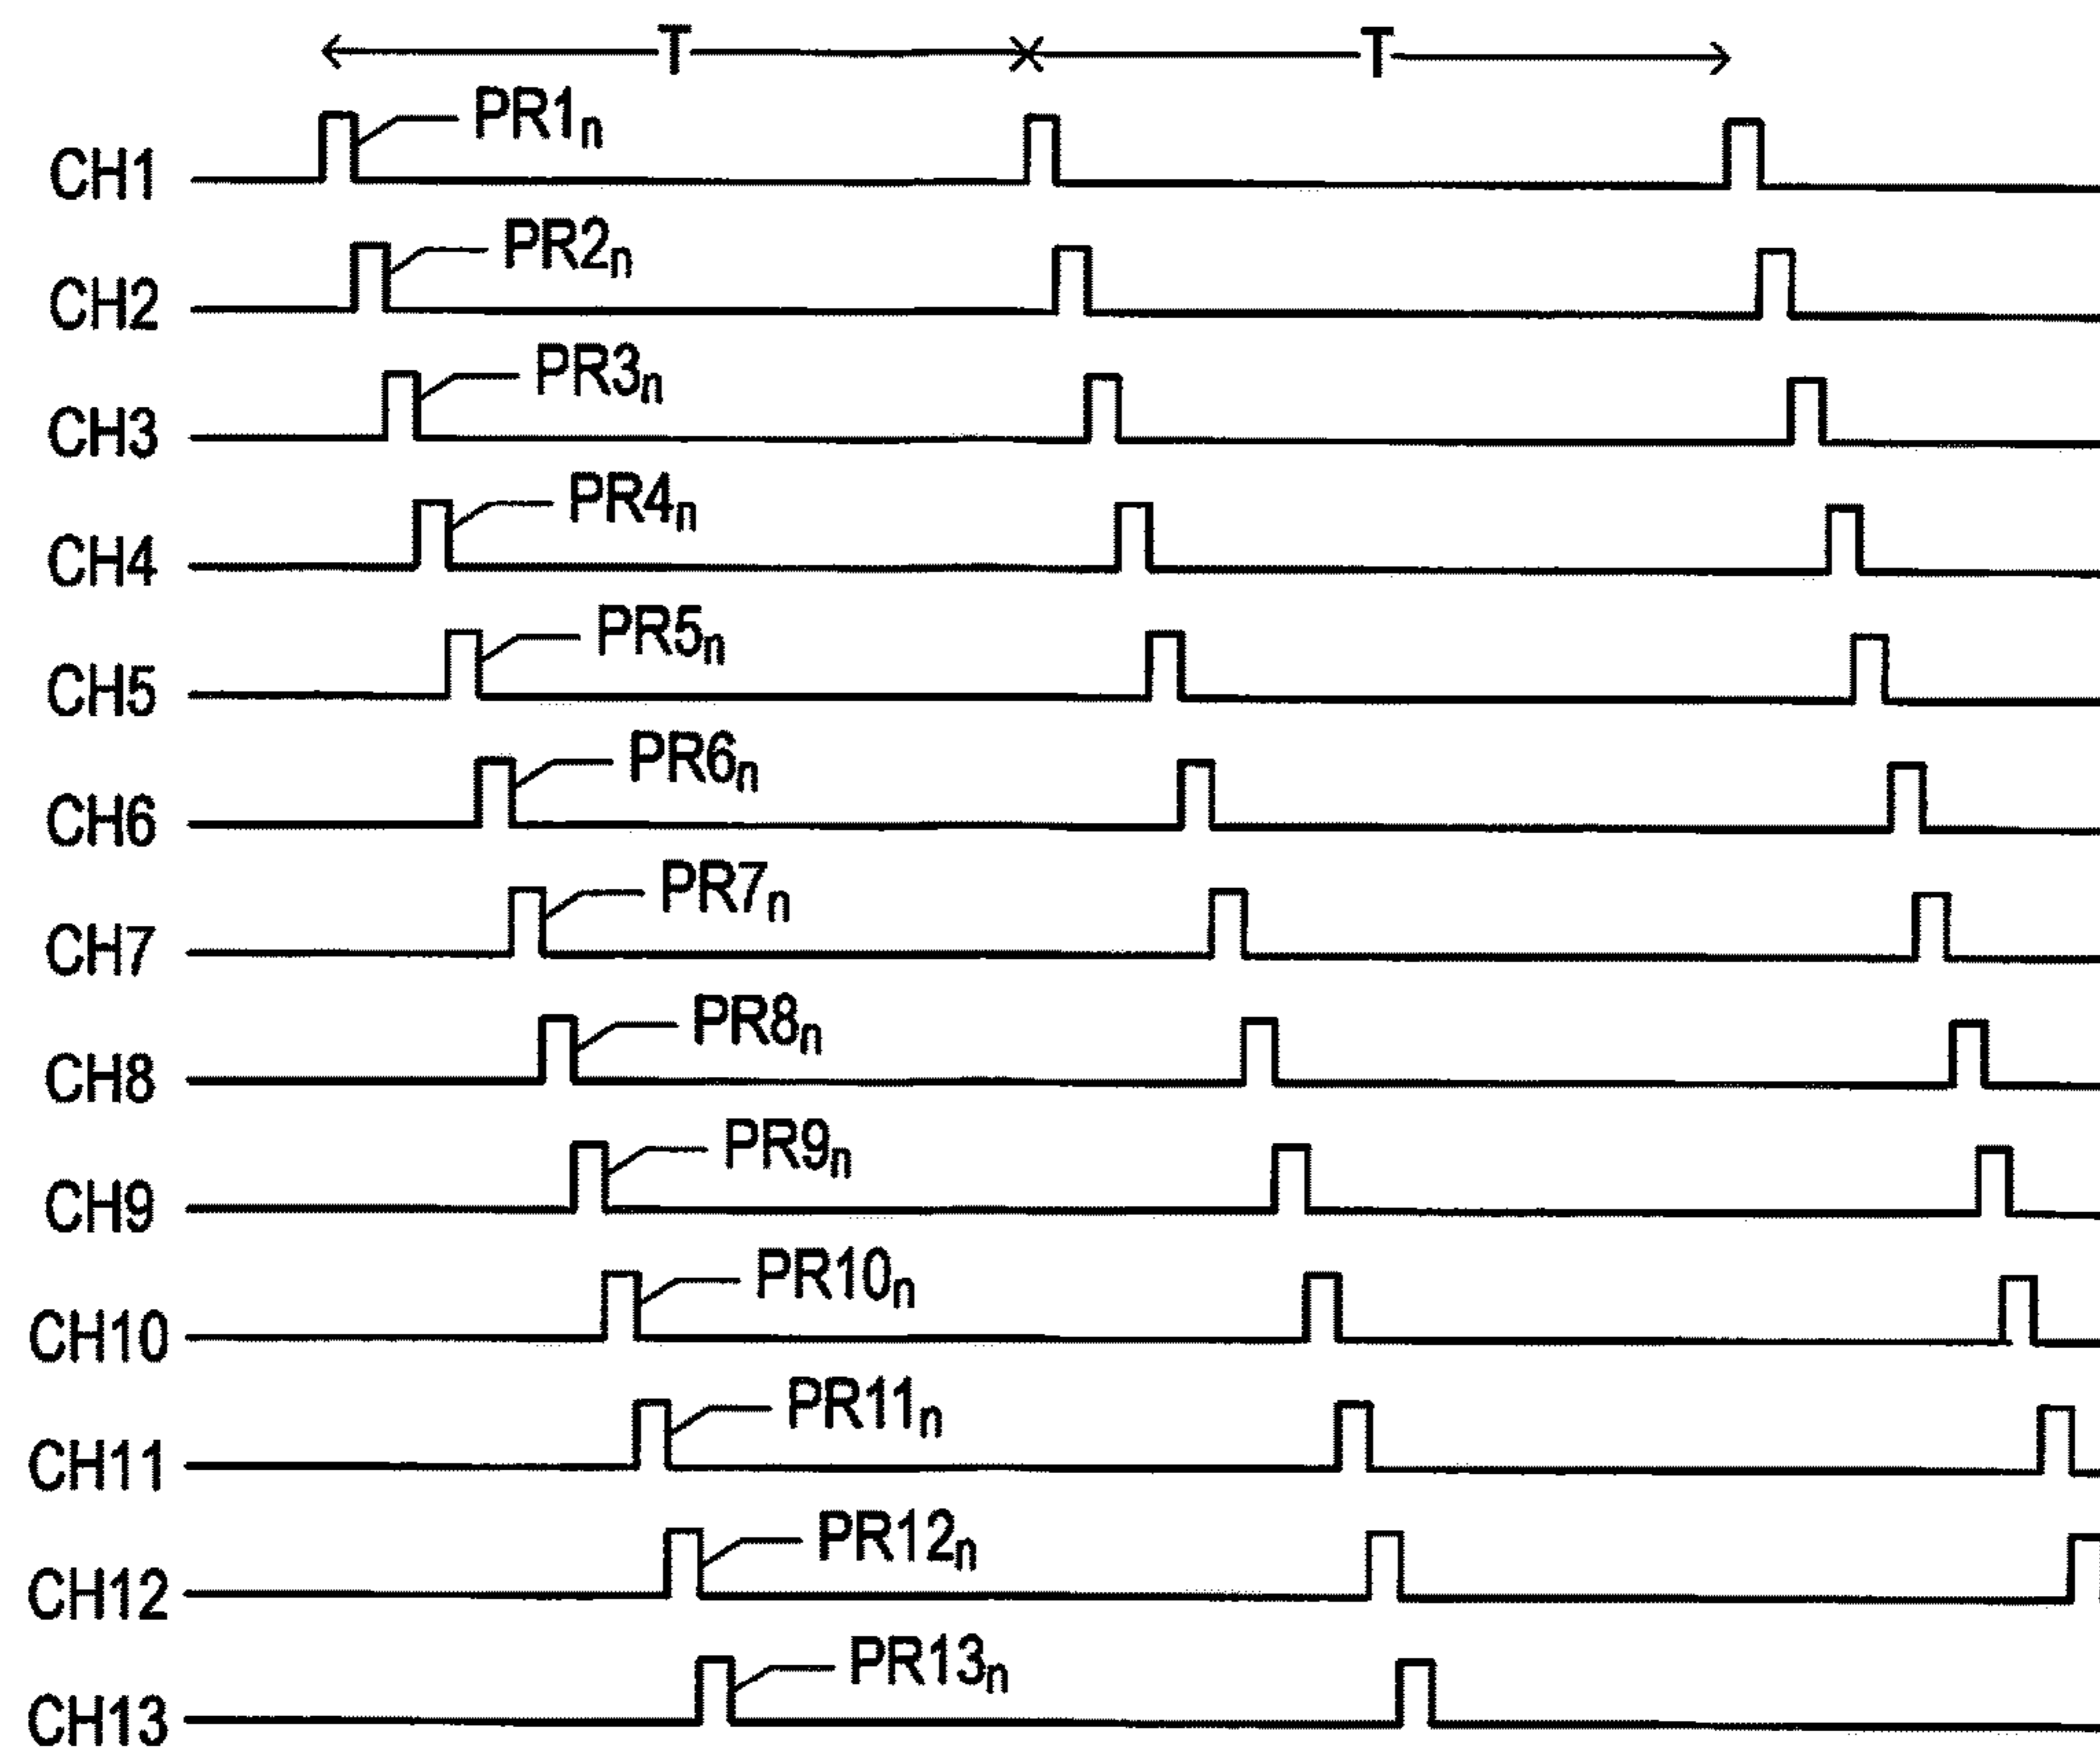 T T
PR1n
CH1
PR2n
CH2
PR3n
CH3
PR4n
CH4
PR5n
CH5
PR6n
CH6
PR7n
CH7
PR8n
CH8
PR9n
CH9
PR10n
CH10
PR11n
CH11
PR12n
CH12
PR13n
CH13